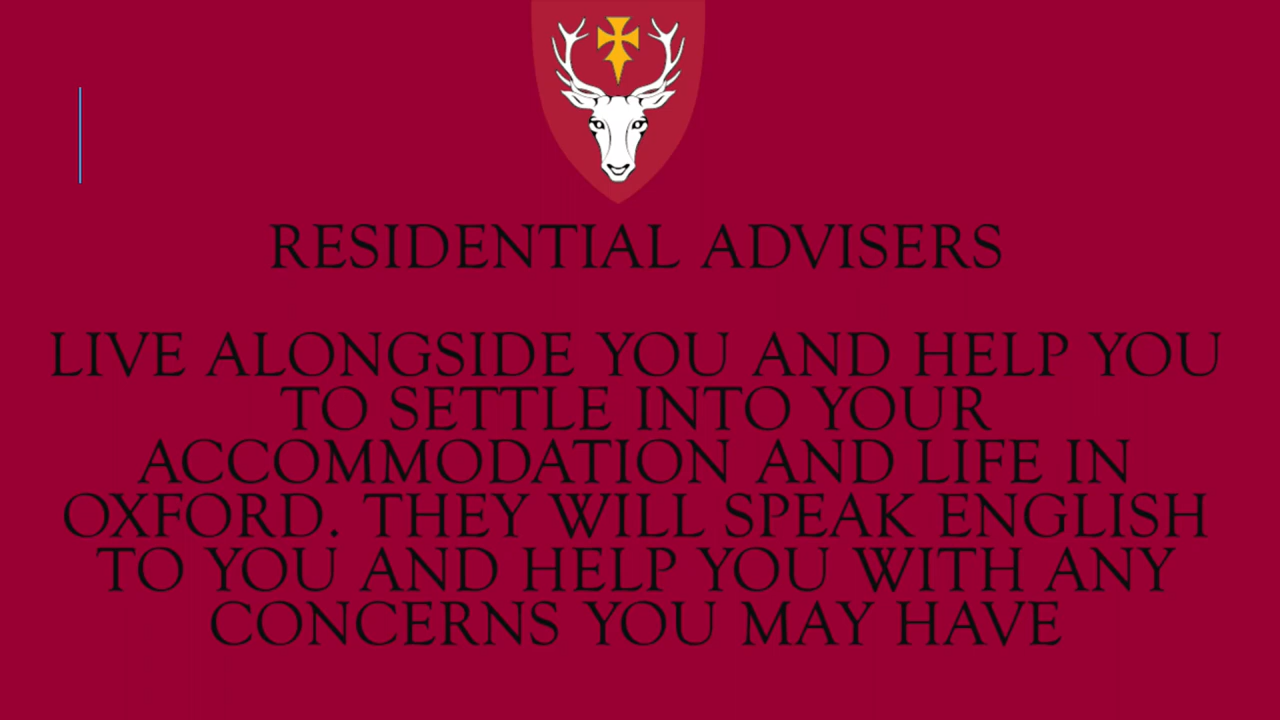 RESIDENTIAL ADVISERS
LIVE ALONGSIDE YOU AND HELP YOU
TO SETTLE INTO YOUR
ACCOMMODATION AND LIFE IN
OXFORD. THEY WILL SPEAK ENGLISH
TO YOU AND HELP YOU WITH ANY
CONCERNS YOU MAY HAVE